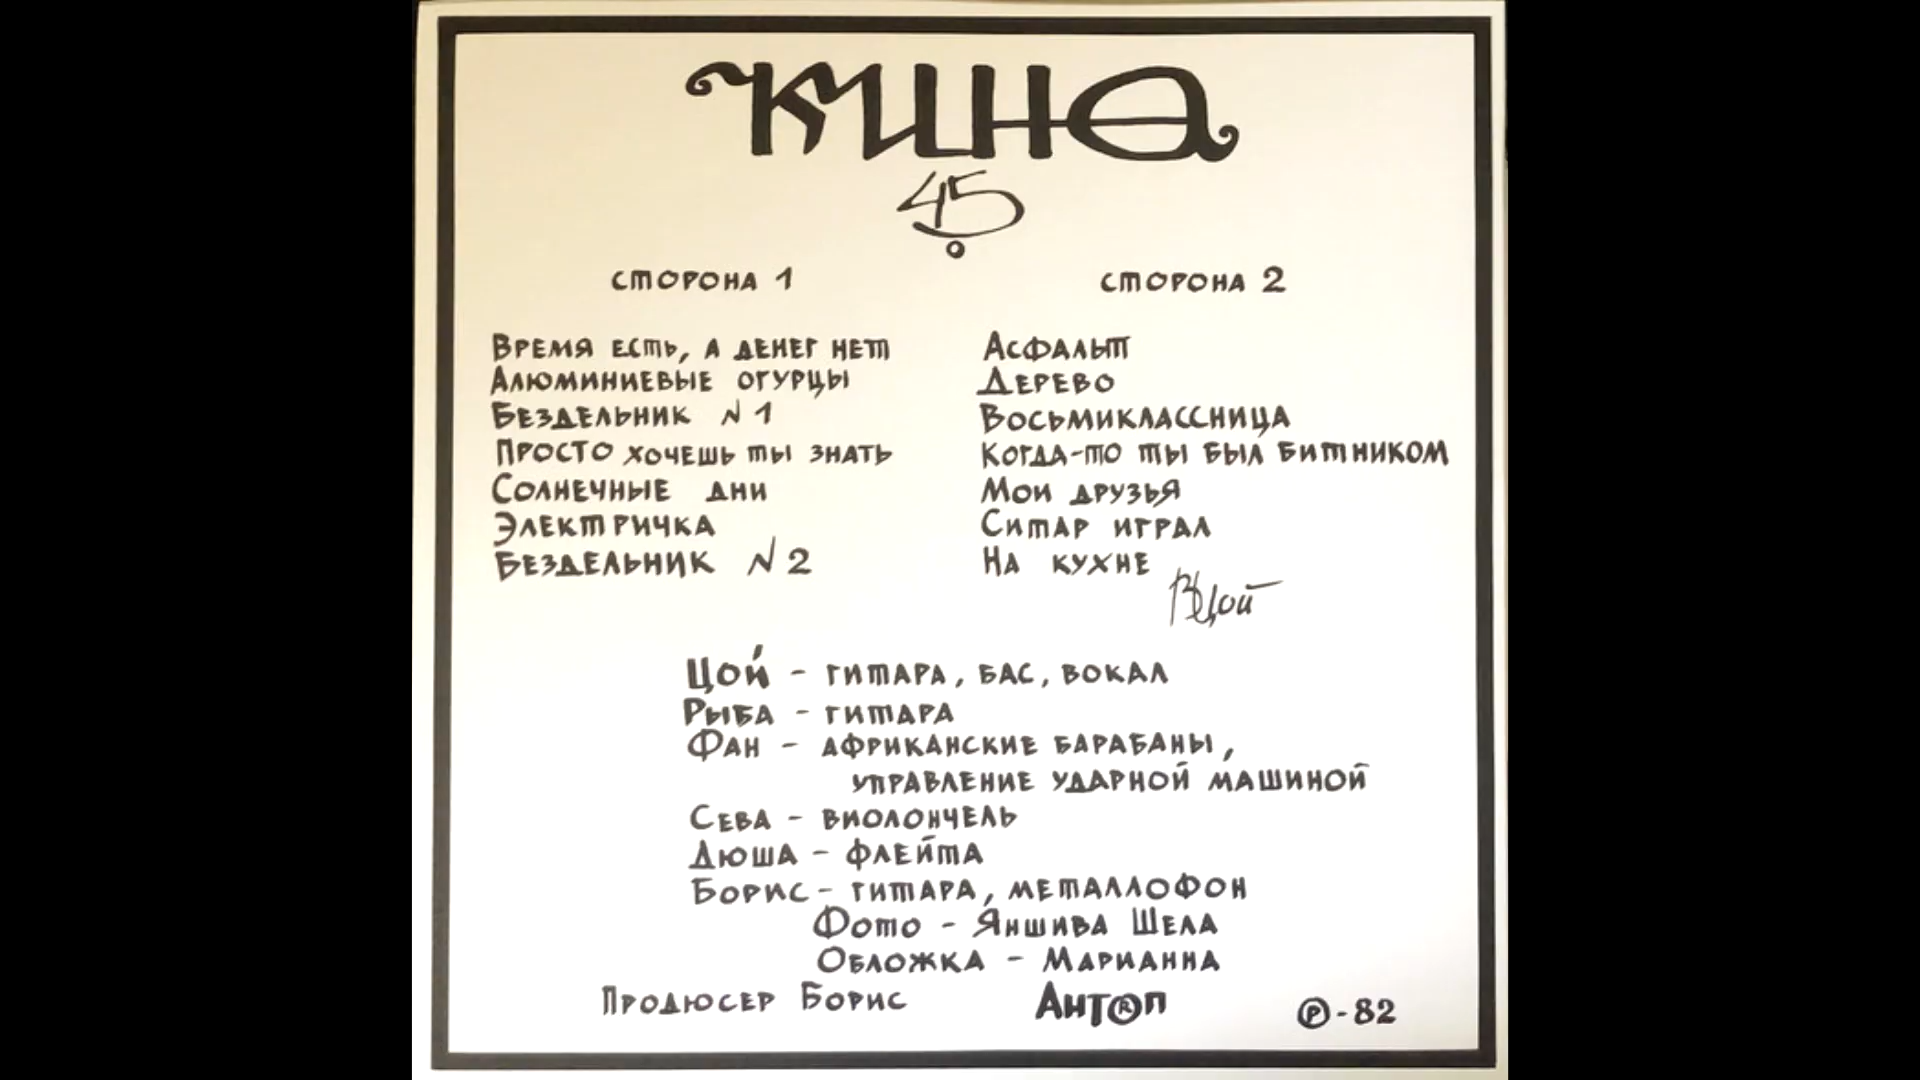 КИНО
45
Сторона 1
Время есть, а денег нет
Алюминиевые огурцы
Бездельник N 1
Просто хочешь ты знать
Солнечные дни
Электричка
Бездельник N 2
Сторона 2
Асфальт
Дерево
Восьмиклассница
Когда-то ты был битником
Мои друзья
Ситар играл
На кухне
В Цой
Цой - гитара, бас, вокал
Рыба - гитара
Фан - африканские барабаны,
управление ударной машиной
Сева - виолончель
Дюша - флейта
Борис - гитара, металлофон
Фото - Яншива Шела
Обложка - Марианна
Продюсер Борис АнТ®оп ℗-82